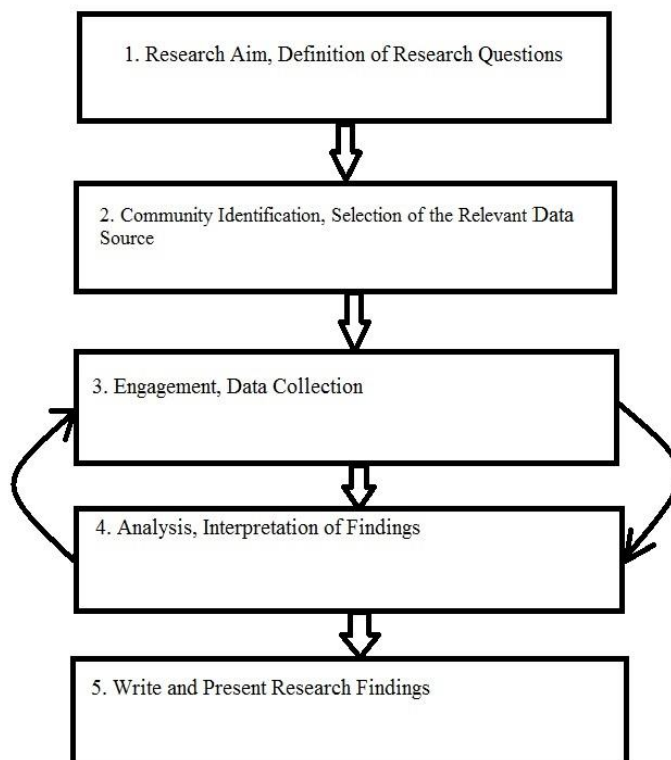 1. Research Aim, Definition of Research Questions
2. Community Identification, Selection of the Relevant Data
Source
3. Engagement, Data Collection
4. Analysis, Interpretation of Findings
5. Write and Present Research Findings